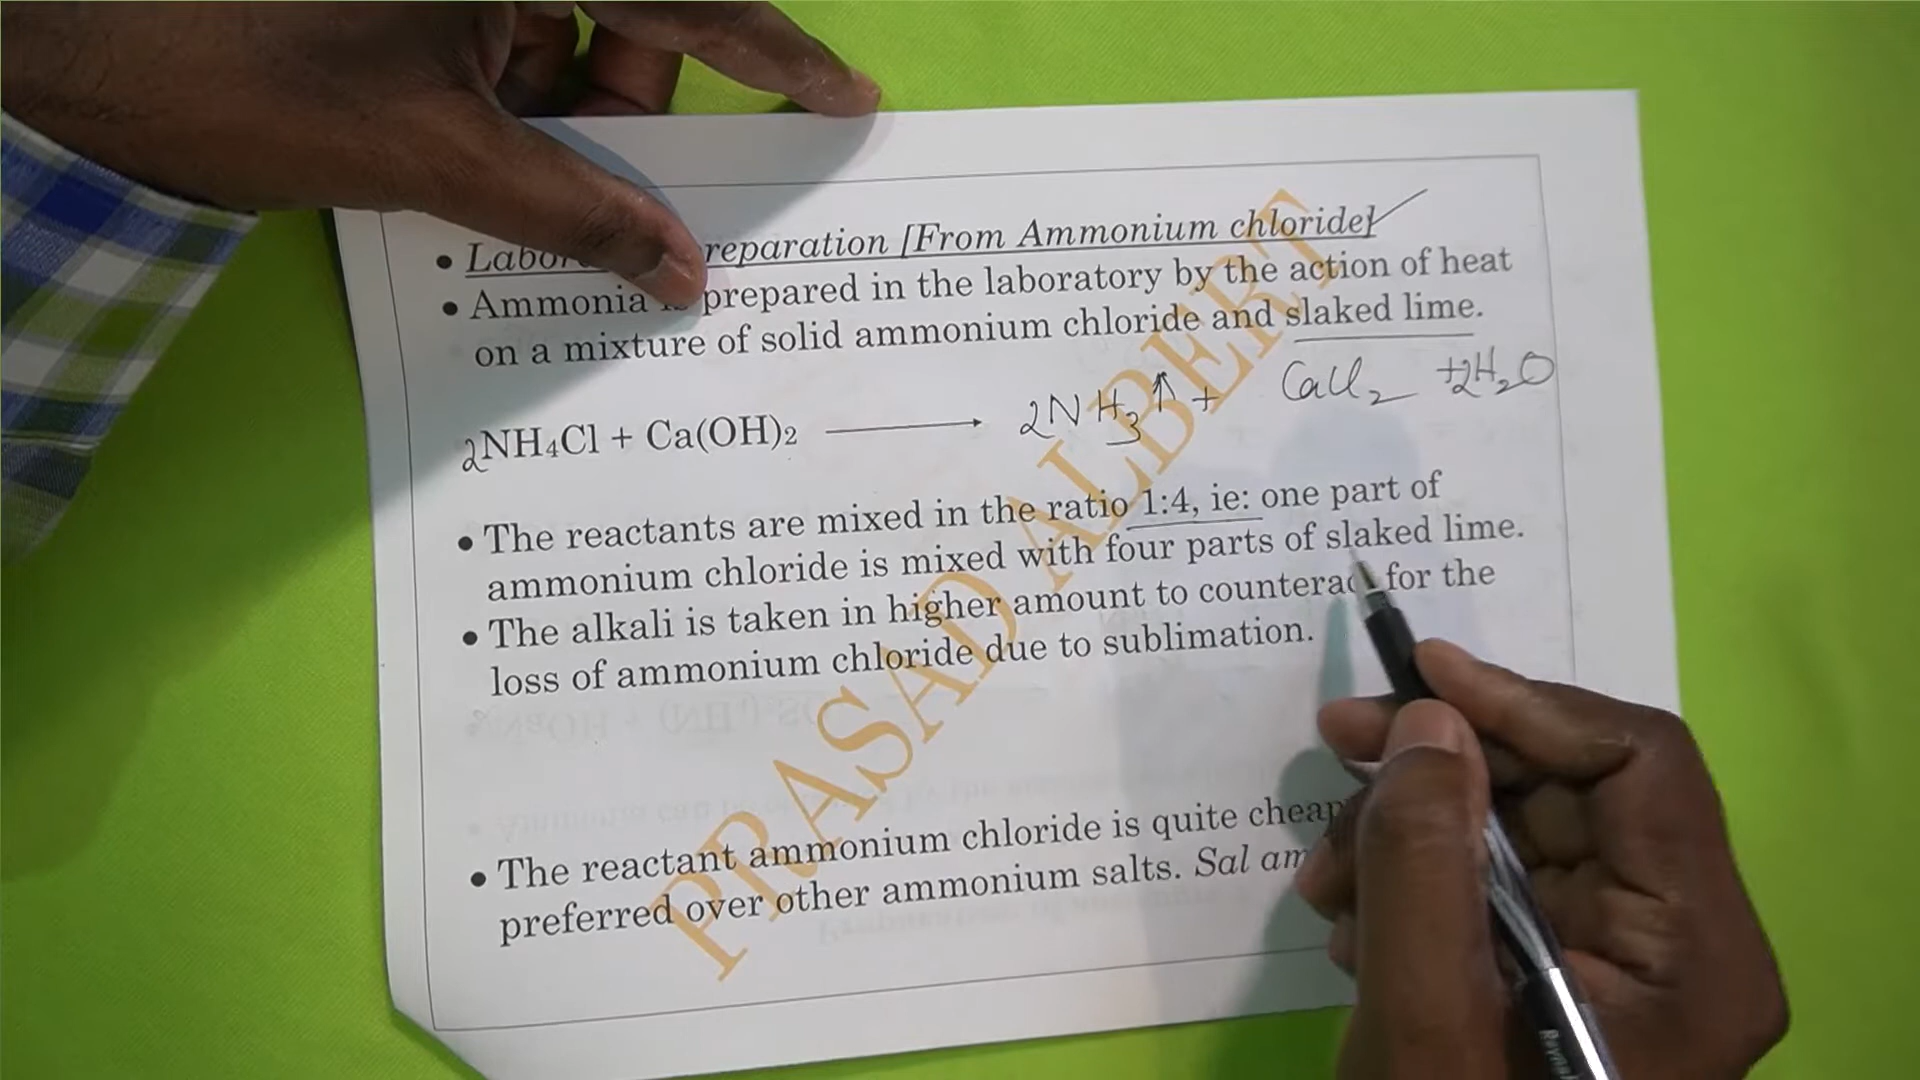 • reparation [From Ammonium chloride]
• Ammonia is prepared in the laboratory by the action of heat
on a mixture of solid ammonium chloride and slaked lime.
2NH₄Cl + Ca(OH)₂ ⟶ 2NH₃↑ + CaCl₂ +2H₂O
• The reactants are mixed in the ratio 1:4, ie: one part of
ammonium chloride is mixed with four parts of slaked lime.
• The alkali is taken in higher amount to counterac for the
loss of ammonium chloride due to sublimation.
• The reactant ammonium chloride is quite cheap
preferred over other ammonium salts. Sal am
PRASAD ALBERT